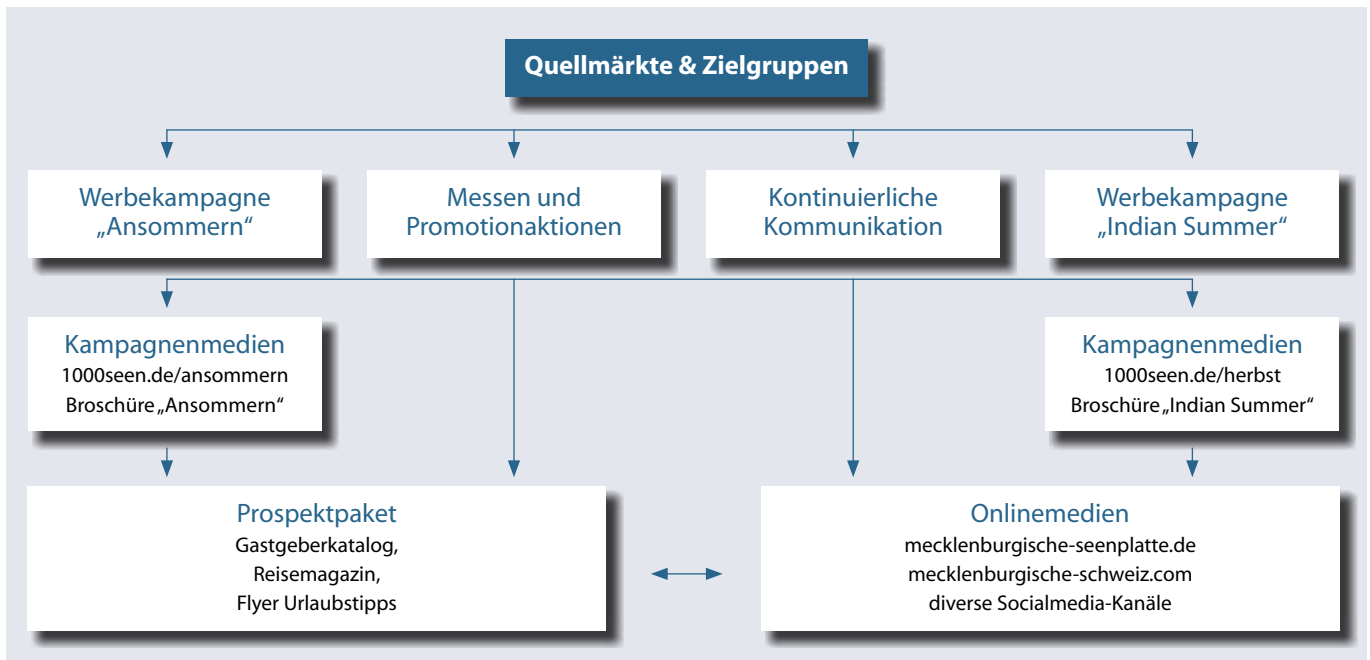 Quellmärkte & Zielgruppen
Werbekampagne
„Ansommern“
Messen und
Promotionaktionen
Kontinuierliche
Kommunikation
Werbekampagne
„Indian Summer“
Kampagnenmedien
1000seen.de/ansommern
Broschüre „Ansommern“
Kampagnenmedien
1000seen.de/herbst
Broschüre „Indian Summer“
Prospektpaket
Gastgeberkatalog,
Reisemagazin,
Flyer Urlaubstipps
Onlinemedien
mecklenburgische-seenplatte.de
mecklenburgische-schweiz.com
diverse Socialmedia-Kanäle